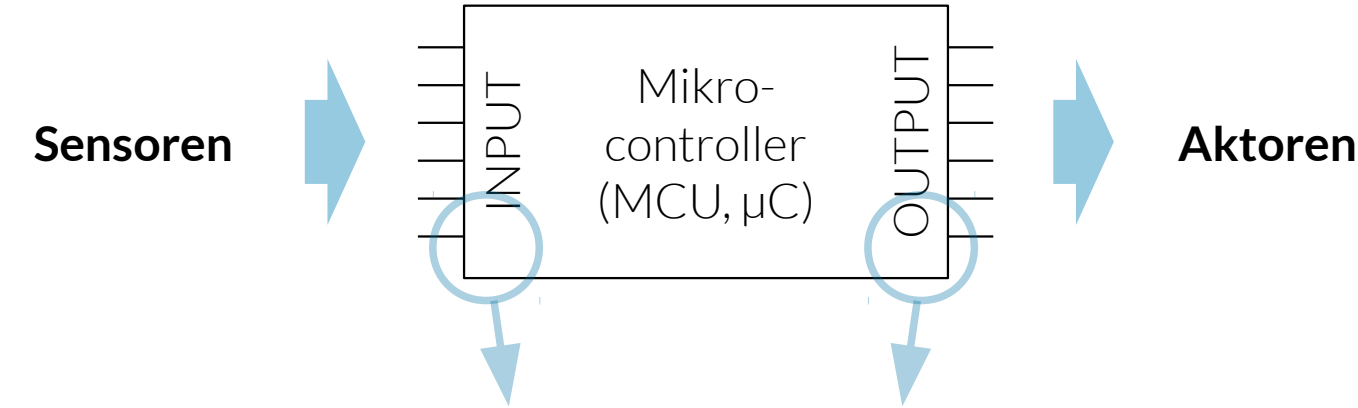 Sensoren
INPUT
Mikro-
controller
(MCU, µC)
OUTPUT
Aktoren